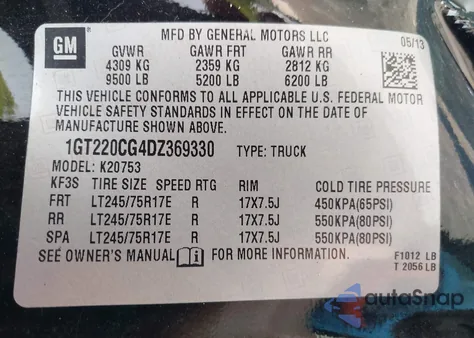 MFD BY GENERAL MOTORS LLC
GM
05/13
GVWR GAWR FRT GAWR RR
4309 KG 2359 KG 2812 KG
9500 LB 5200 LB 6200 LB
THIS VEHICLE CONFORMS TO ALL APPLICABLE U.S. FEDERAL MOTOR
VEHICLE SAFETY STANDARDS IN EFFECT ON THE DATE OF
MANUFACTURE SHOWN ABOVE.
1GT220CG4DZ369330 TYPE: TRUCK
MODEL: K20753
KF3S TIRE SIZE SPEED RTG RIM COLD TIRE PRESSURE
FRT LT245/75R17E R 17X7.5J 450KPA(65PSI)
RR LT245/75R17E R 17X7.5J 550KPA(80PSI)
SPA LT245/75R17E R 17X7.5J 550KPA(80PSI)
SEE OWNER'S MANUAL FOR MORE INFORMATION.
F1012 LB
T 2056 LB
autoSnap